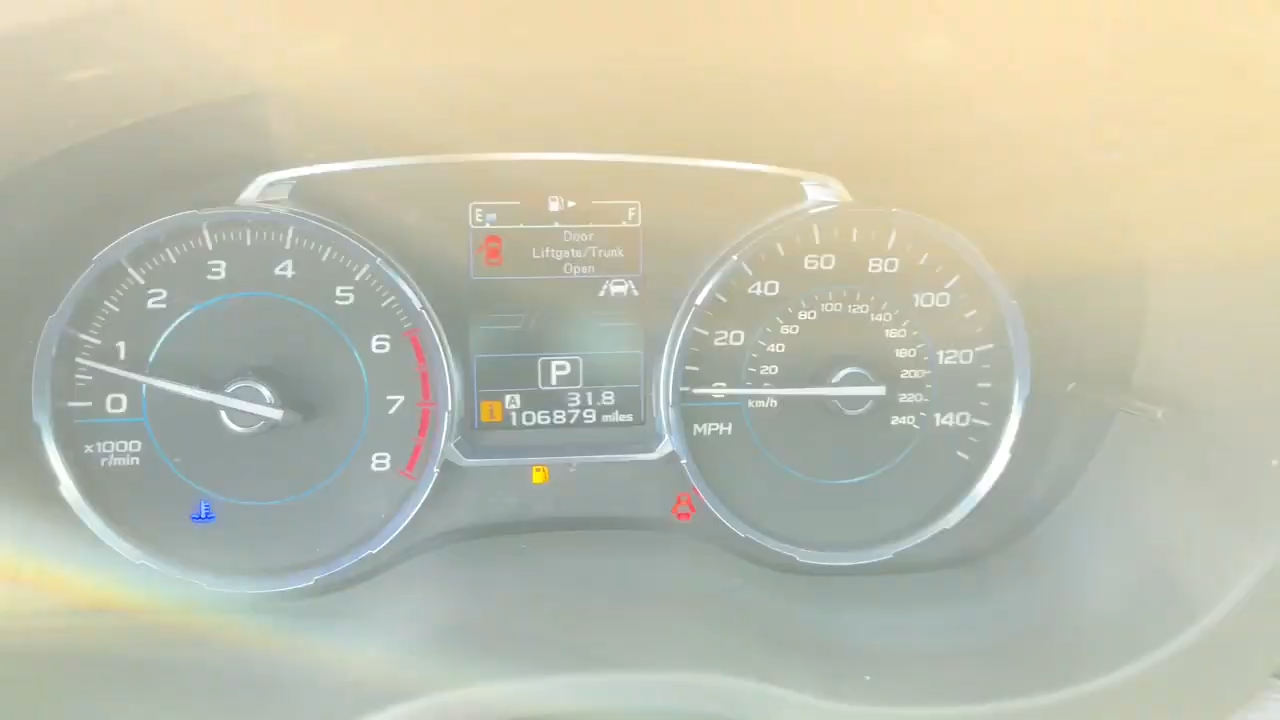 E F
Door
Liftgate/Trunk
Open
P
A 31.8
i 106879 miles
0 1 2 3 4 5 6 7 8
x1000
r/min
0 20 40 60 80 100 120 140
20 40 60 80 100 120 140 160 180 200 220 240
km/h
MPH